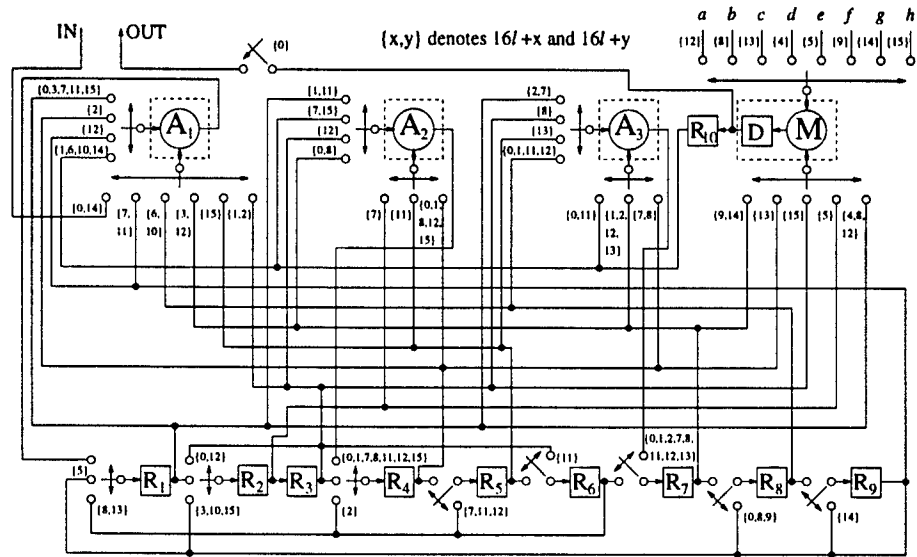 IN OUT {0} {x,y} denotes 16l +x and 16l +y
a b c d e f g h
{12} {8} {13} {4} {5} {9} {14} {15}
{0,3,7,11,15} {2} {12} {1,6,10,14} A1
{1,11} {7,15} {12} {0,8} A2
{2,7} {8} {13} {0,1,11,12} A3
R10 D M
{0,14} {7, 11} {6, 10} {3, 12} {15} {1,2}
{7} {11} {0,1, 8,12, 15}
{0,11} {1,2, 12, 13} {7,8}
{9,14} {13} {15} {5} {4,8, 12}
{5} {0,12} {0,1,7,8,11,12,15} {11} {0,1,2,7,8, 11,12,13}
R1 R2 R3 R4 R5 R6 R7 R8 R9
{8,13} {3,10,15} {2} {7,11,12} {0,8,9} {14}